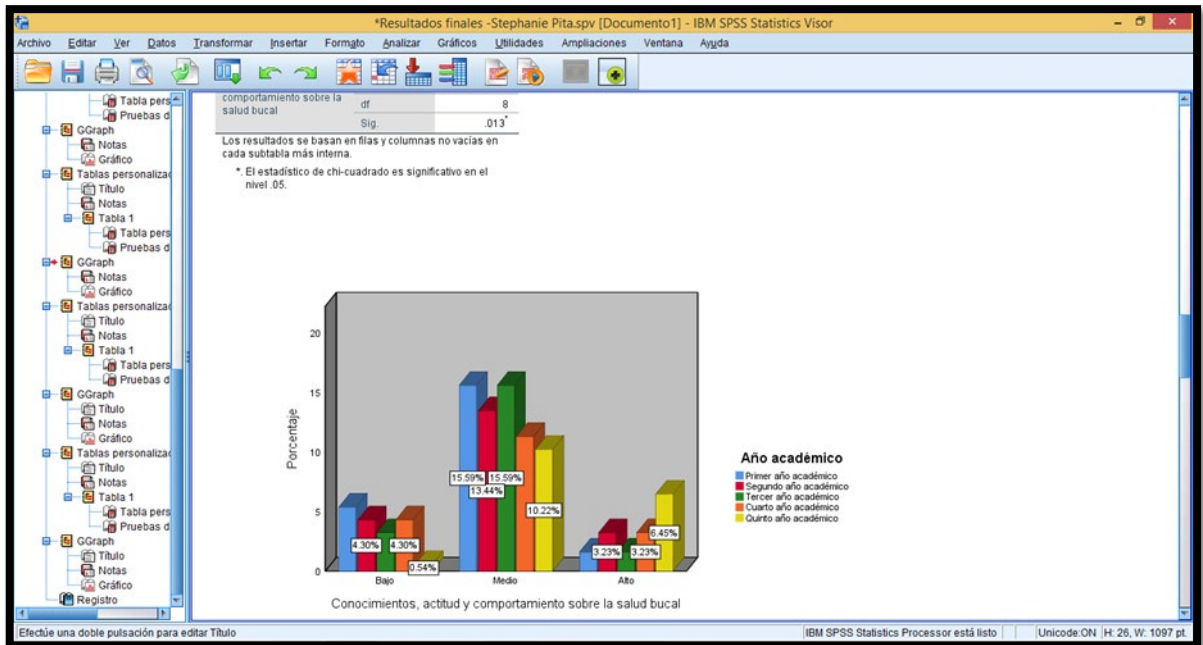 *Resultados finales -Stephanie Pita.spv [Documento1] - IBM SPSS Statistics Visor
Archivo Editar Ver Datos Transformar Insertar Formato Analizar Gráficos Utilidades Ampliaciones Ventana Ayuda
Tabla pers
Pruebas d
GGraph
Notas
Gráfico
Tablas personalizad
Título
Notas
Tabla 1
Tabla pers
Pruebas d
GGraph
Notas
Gráfico
Tablas personalizad
Título
Notas
Tabla 1
Tabla pers
Pruebas d
GGraph
Título
Notas
Gráfico
Tablas personalizad
Título
Notas
Tabla 1
Tabla pers
Pruebas d
GGraph
Título
Notas
Gráfico
Registro
comportamiento sobre la
salud bucal
df 8
Sig. .013*
Los resultados se basan en filas y columnas no vacías en
cada subtabla más interna.
*. El estadístico de chi-cuadrado es significativo en el
nivel .05.
Porcentaje
20
15
10
5
0
15.59% 15.59%
13.44%
10.22%
4.30% 4.30%
0.54%
3.23% 3.23%
6.45%
Bajo Medio Alto
Conocimientos, actitud y comportamiento sobre la salud bucal
Año académico
Primer año académico
Segundo año académico
Tercer año académico
Cuarto año académico
Quinto año académico
Efectúe una doble pulsación para editar Título
IBM SPSS Statistics Processor está listo
Unicode:ON H: 26, W: 1097 pt.